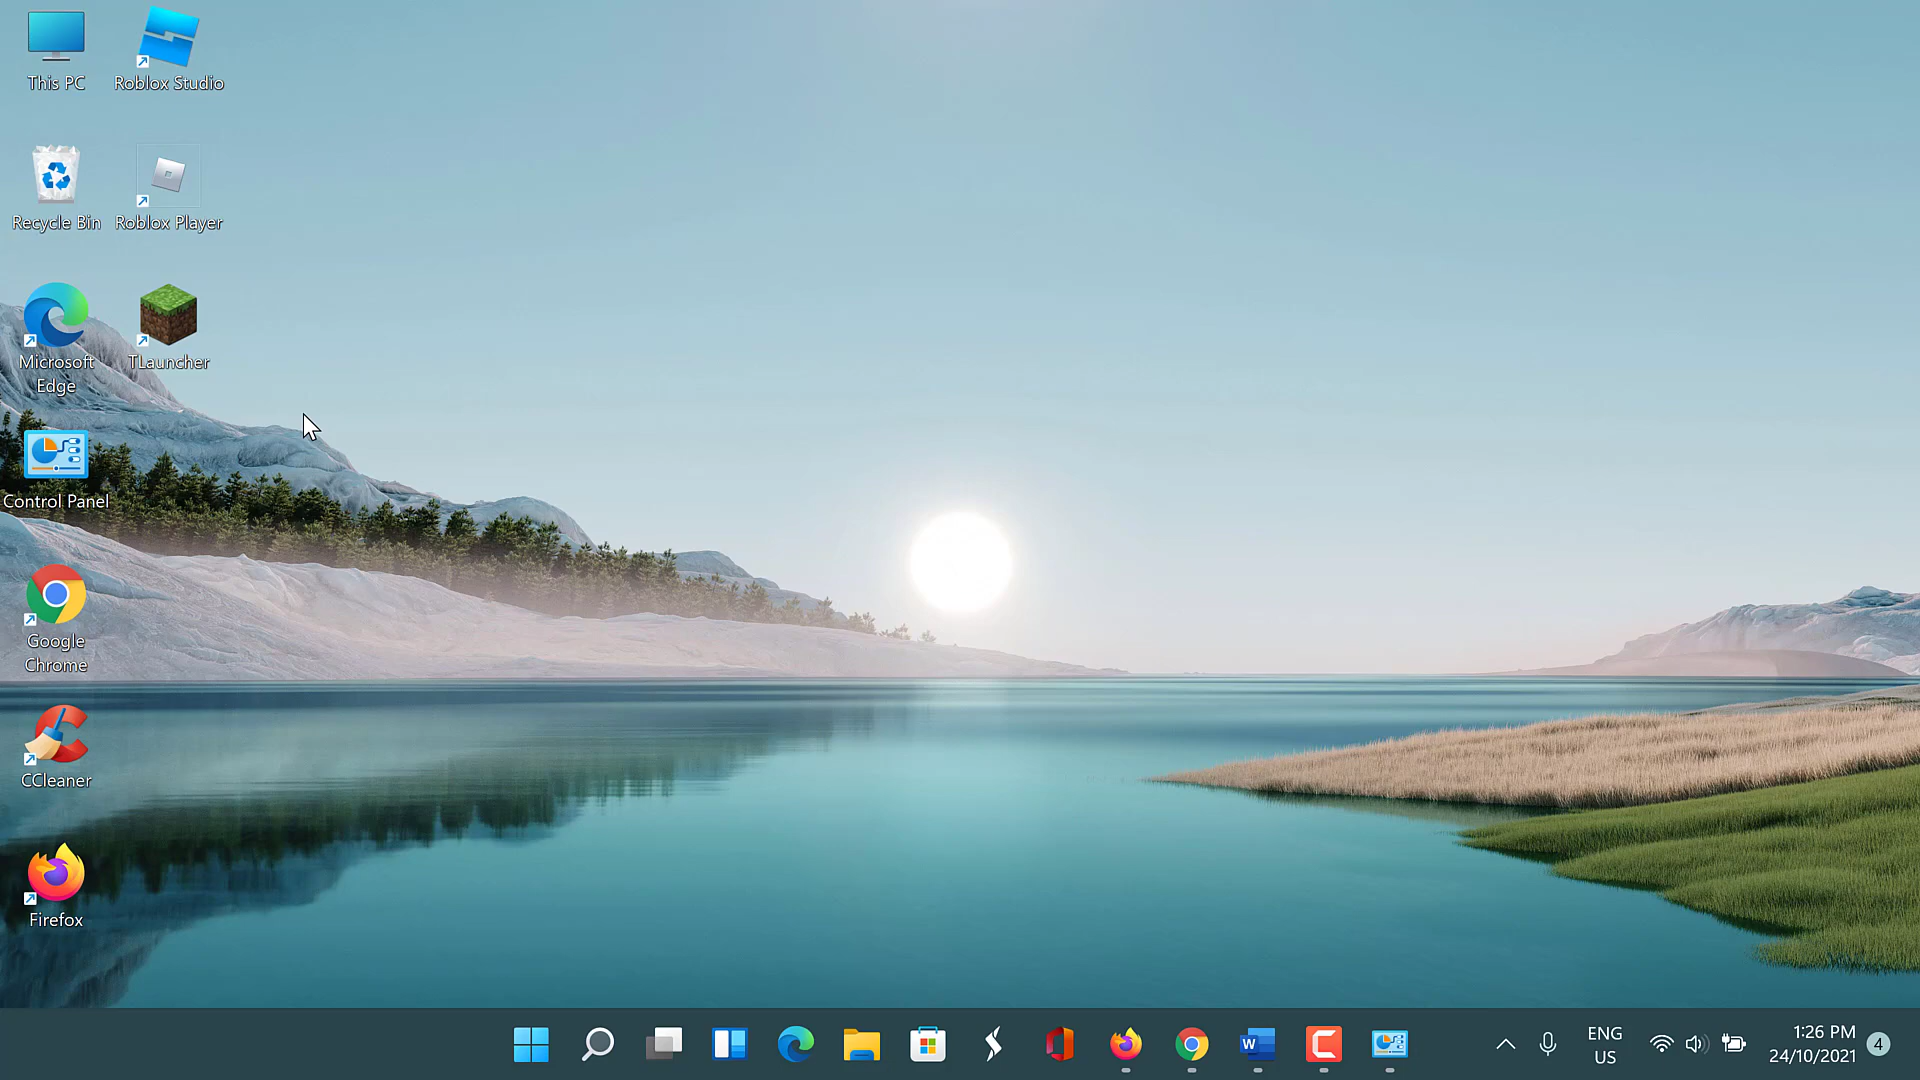 This PC
Roblox Studio
Recycle Bin
Roblox Player
Microsoft
Edge
TLauncher
Control Panel
Google
Chrome
CCleaner
Firefox
W
ENG
US
1:26 PM
24/10/2021
4